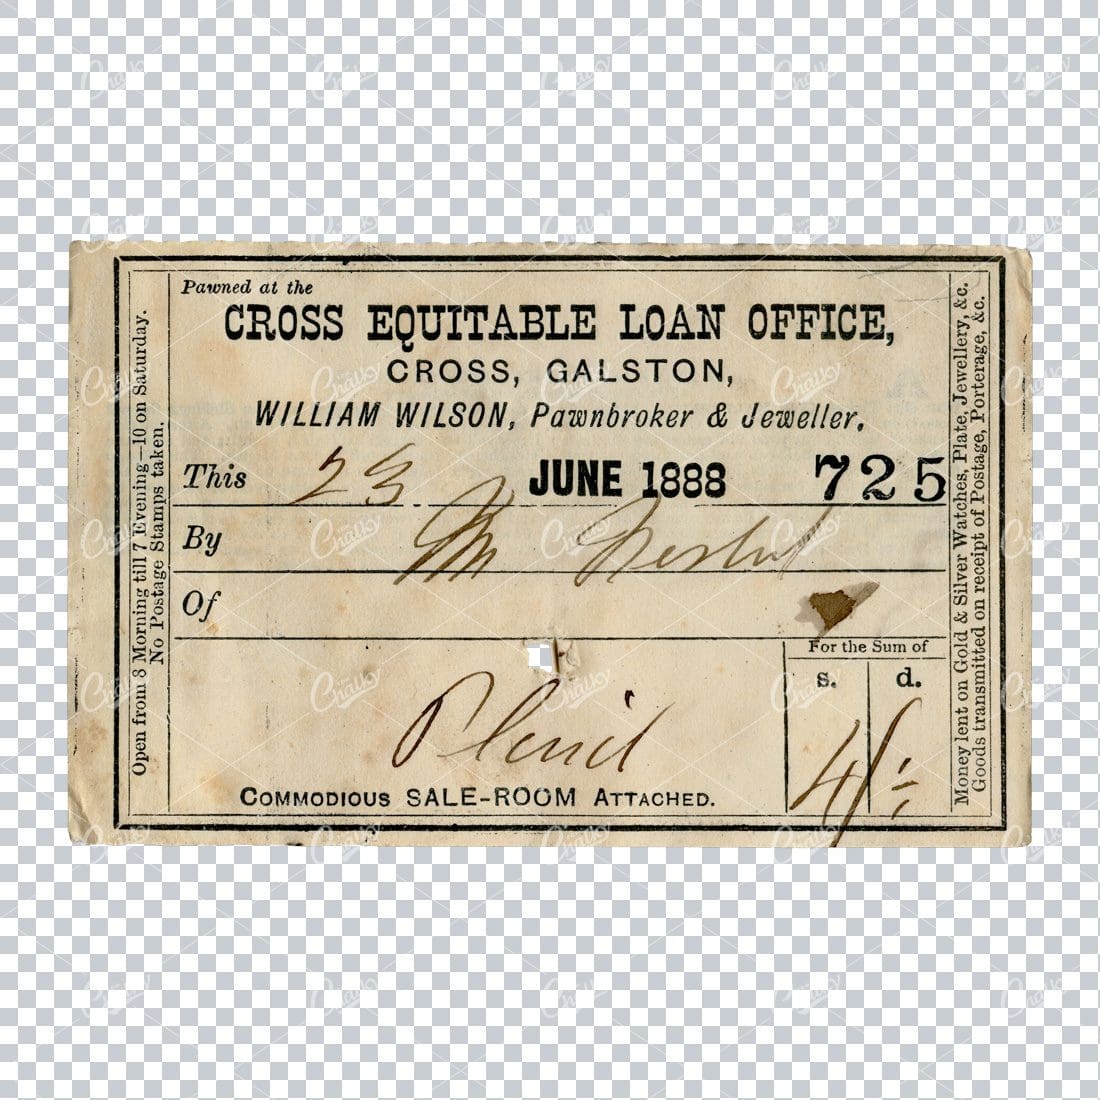 Pawned at the
CROSS EQUITABLE LOAN OFFICE,
CROSS, GALSTON,
WILLIAM WILSON, Pawnbroker & Jeweller.
This 23 JUNE 1888 725
By M
Of
For the Sum of
s. d.
4/-
COMMODIOUS SALE-ROOM ATTACHED.
Open from 8 Morning till 7 Evening—10 on Saturday.
No Postage Stamps taken.
Money lent on Gold & Silver Watches, Plate, Jewellery, &c.
Goods transmitted on receipt of Postage, Porterage, &c.
Chalky